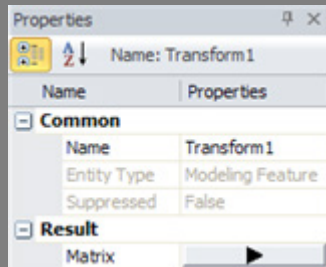 Properties
Name: Transform1
Name Properties
Common
Name Transform1
Entity Type Modeling Feature
Suppressed False
Result
Matrix